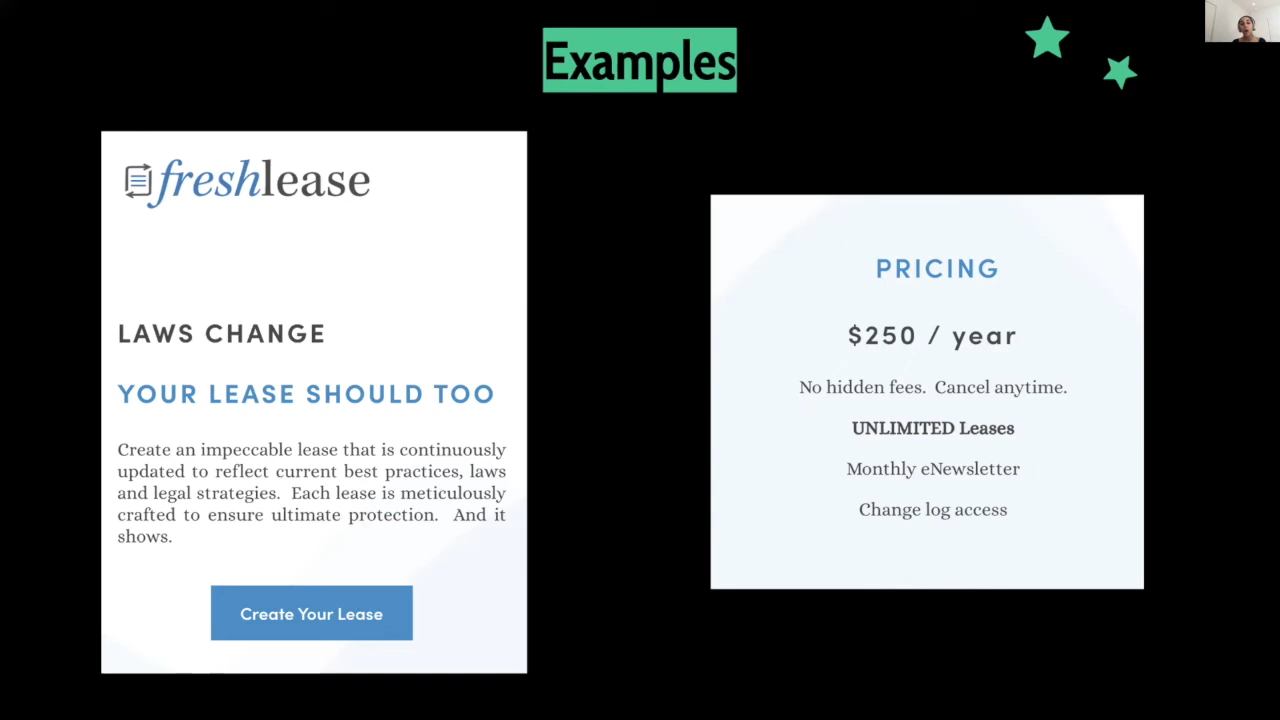 Examples
freshlease
LAWS CHANGE
YOUR LEASE SHOULD TOO
Create an impeccable lease that is continuously
updated to reflect current best practices, laws
and legal strategies.  Each lease is meticulously
crafted to ensure ultimate protection.  And it
shows.
Create Your Lease
PRICING
$250 / year
No hidden fees.  Cancel anytime.
UNLIMITED Leases
Monthly eNewsletter
Change log access